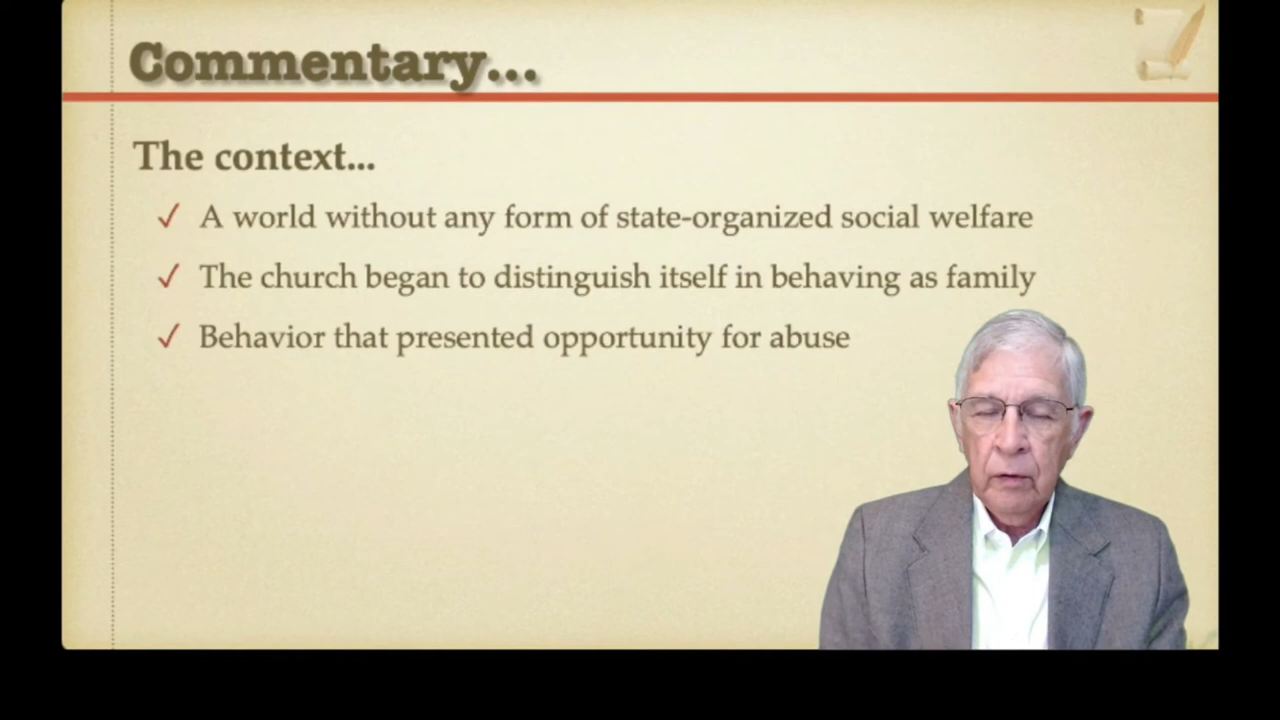 Commentary...
The context...
✓ A world without any form of state-organized social welfare
✓ The church began to distinguish itself in behaving as family
✓ Behavior that presented opportunity for abuse